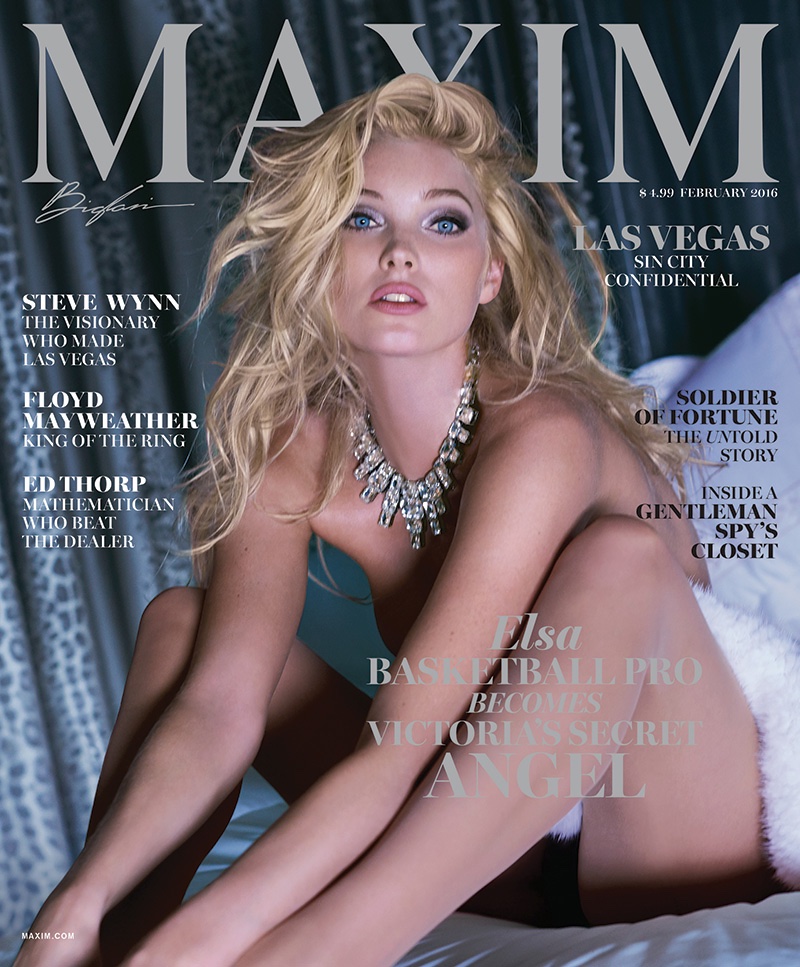 MAXIM
Biglari
$4.99 FEBRUARY 2016
LAS VEGAS
SIN CITY
CONFIDENTIAL
STEVE WYNN
THE VISIONARY
WHO MADE
LAS VEGAS
FLOYD
MAYWEATHER
KING OF THE RING
ED THORP
MATHEMATICIAN
WHO BEAT
THE DEALER
SOLDIER
OF FORTUNE
THE UNTOLD
STORY
INSIDE A
GENTLEMAN
SPY'S
CLOSET
Elsa
BASKETBALL PRO
BECOMES
VICTORIA'S SECRET
ANGEL
MAXIM.COM